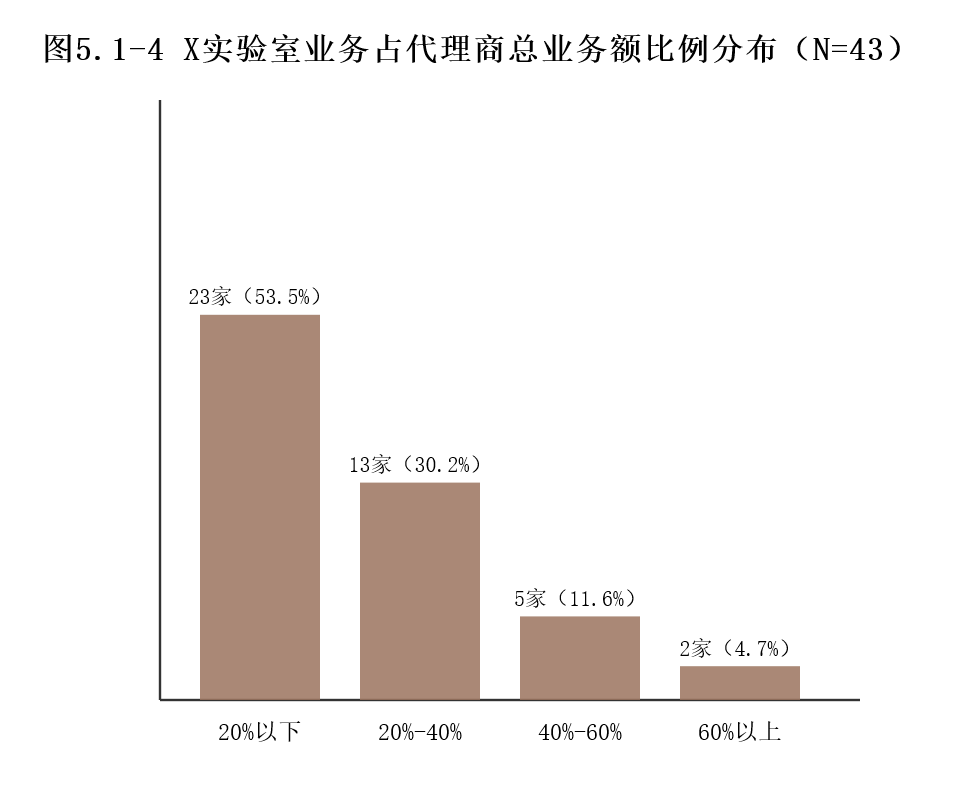 图5.1-4 X实验室业务占代理商总业务额比例分布（N=43）
23家（53.5%）
13家（30.2%）
5家（11.6%）
2家（4.7%）
20%以下
20%-40%
40%-60%
60%以上